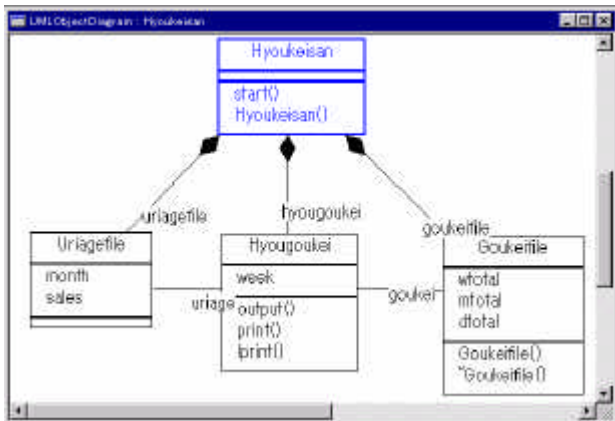 UMLObjectDiagram : Hyoukeisan
Hyoukeisan
start()
Hyoukeisan()
uriagefile
hyougoukei
goukeifile
Uriagefile
month
sales
Hyougoukei
week
output()
print()
lprint()
uriage
goukei
Goukeifile
wtotal
mtotal
dtotal
Goukeifile()
~Goukeifile()